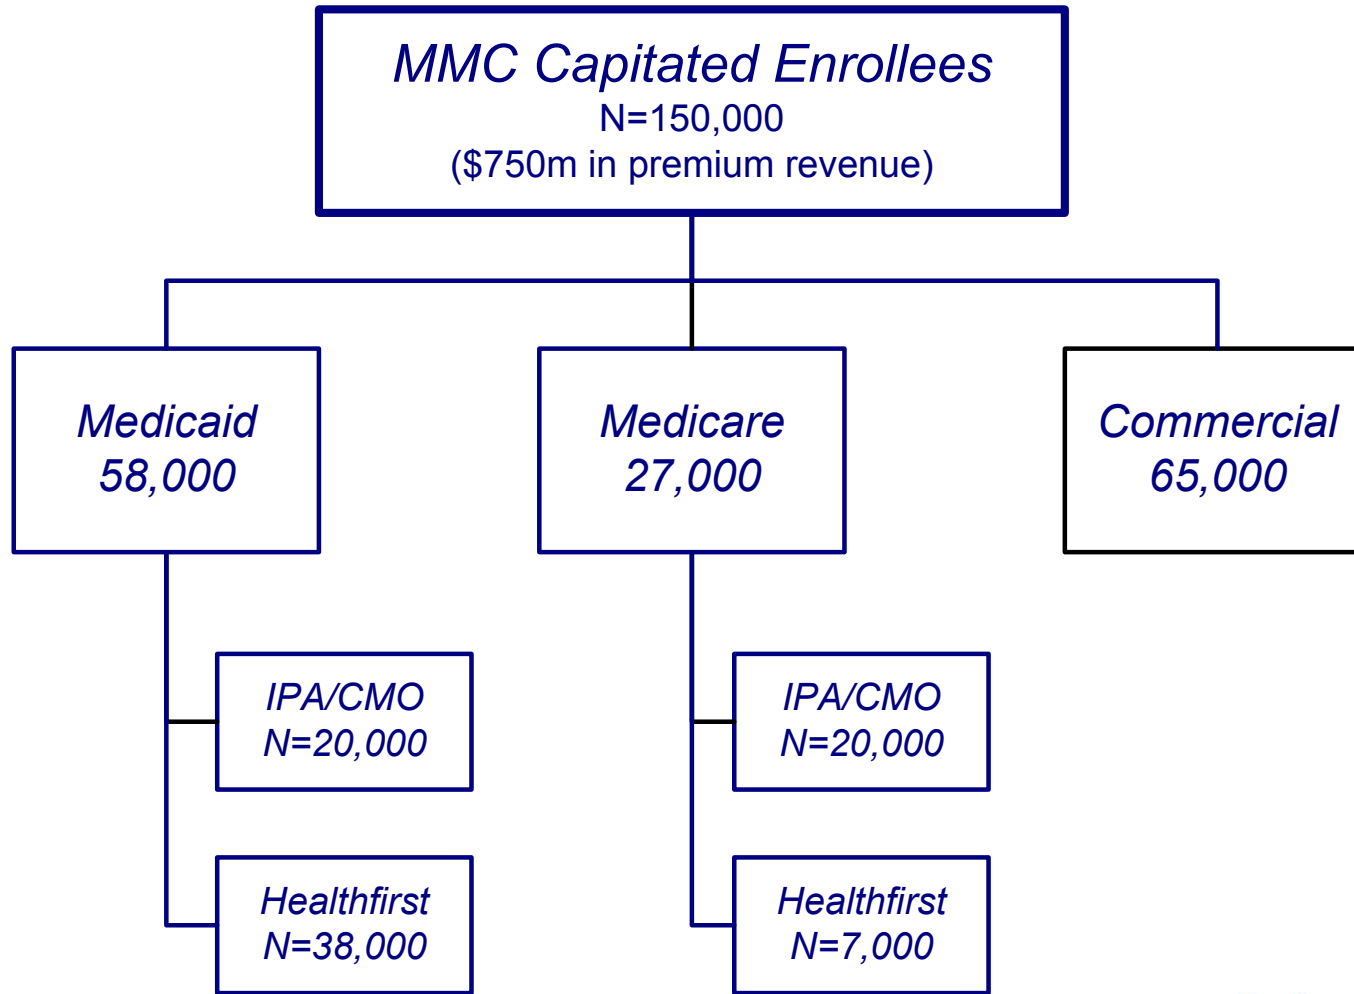 MMC Capitated Enrollees
N=150,000
($750m in premium revenue)
Medicaid
58,000
Medicare
27,000
Commercial
65,000
IPA/CMO
N=20,000
IPA/CMO
N=20,000
Healthfirst
N=38,000
Healthfirst
N=7,000